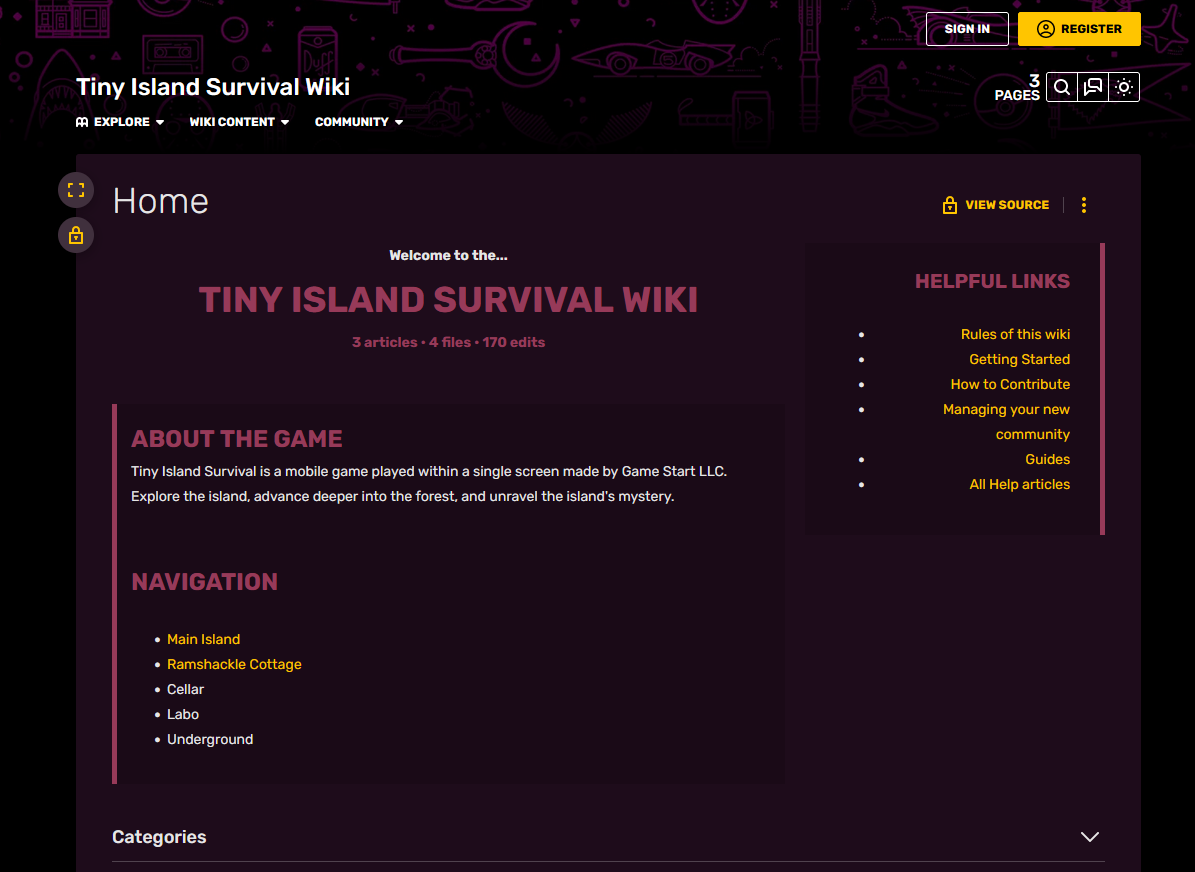 SIGN IN
REGISTER
Tiny Island Survival Wiki
3
PAGES
EXPLORE
WIKI CONTENT
COMMUNITY
Duff
Home
VIEW SOURCE
Welcome to the...
TINY ISLAND SURVIVAL WIKI
3 articles • 4 files • 170 edits
ABOUT THE GAME
Tiny Island Survival is a mobile game played within a single screen made by Game Start LLC.
Explore the island, advance deeper into the forest, and unravel the island's mystery.
NAVIGATION
• Main Island
• Ramshackle Cottage
• Cellar
• Labo
• Underground
HELPFUL LINKS
• Rules of this wiki
• Getting Started
• How to Contribute
• Managing your new
community
• Guides
• All Help articles
Categories